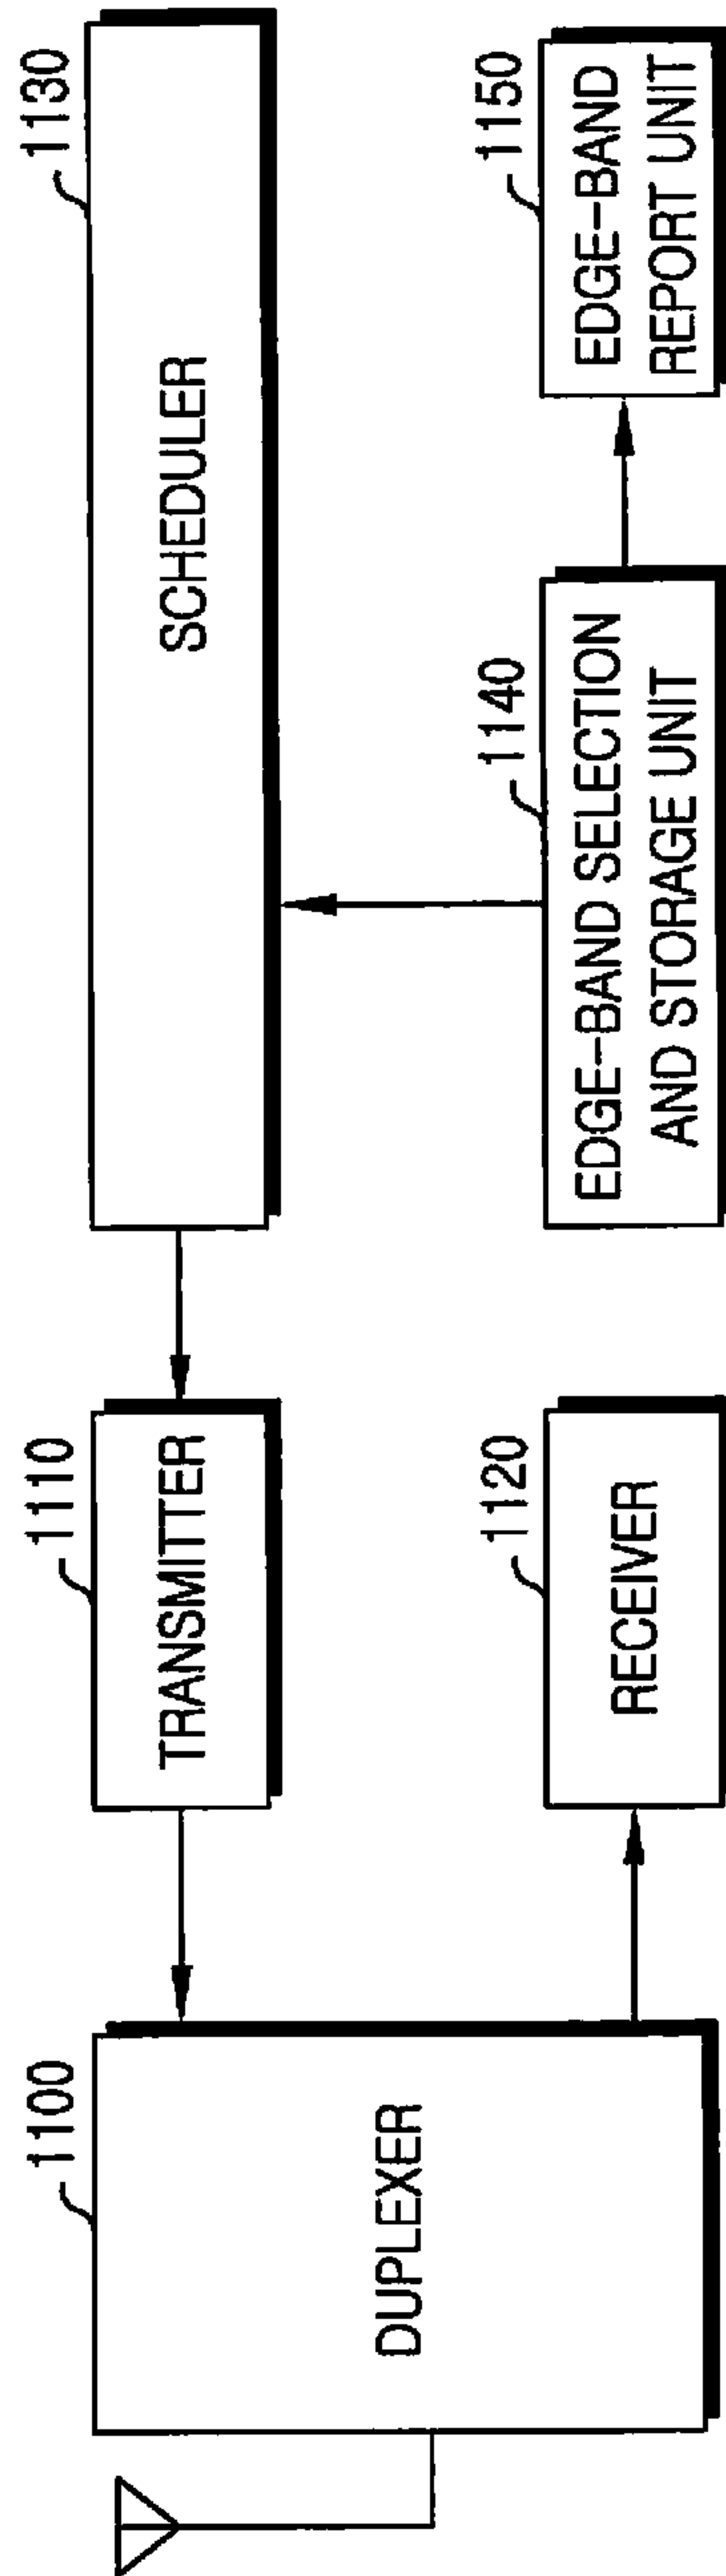 1100
DUPLEXER
1110
TRANSMITTER
1120
RECEIVER
1130
SCHEDULER
1140
EDGE-BAND SELECTION
AND STORAGE UNIT
1150
EDGE-BAND
REPORT UNIT